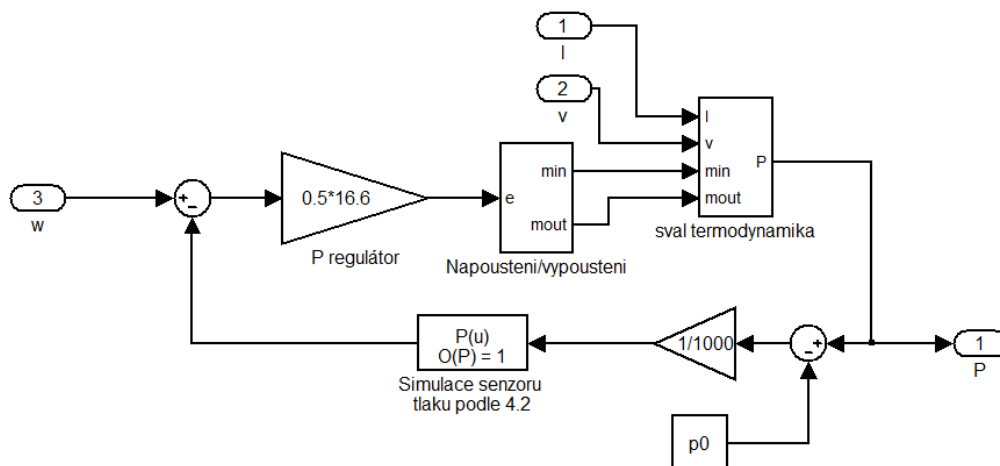 1
l
2
v
l
v
min
mout
P
sval termodynamika
3
w
+
−
0.5*16.6
P regulátor
e
min
mout
Napousteni/vypousteni
P(u)
O(P) = 1
Simulace senzoru
tlaku podle 4.2
1/1000
+
−
p0
1
P